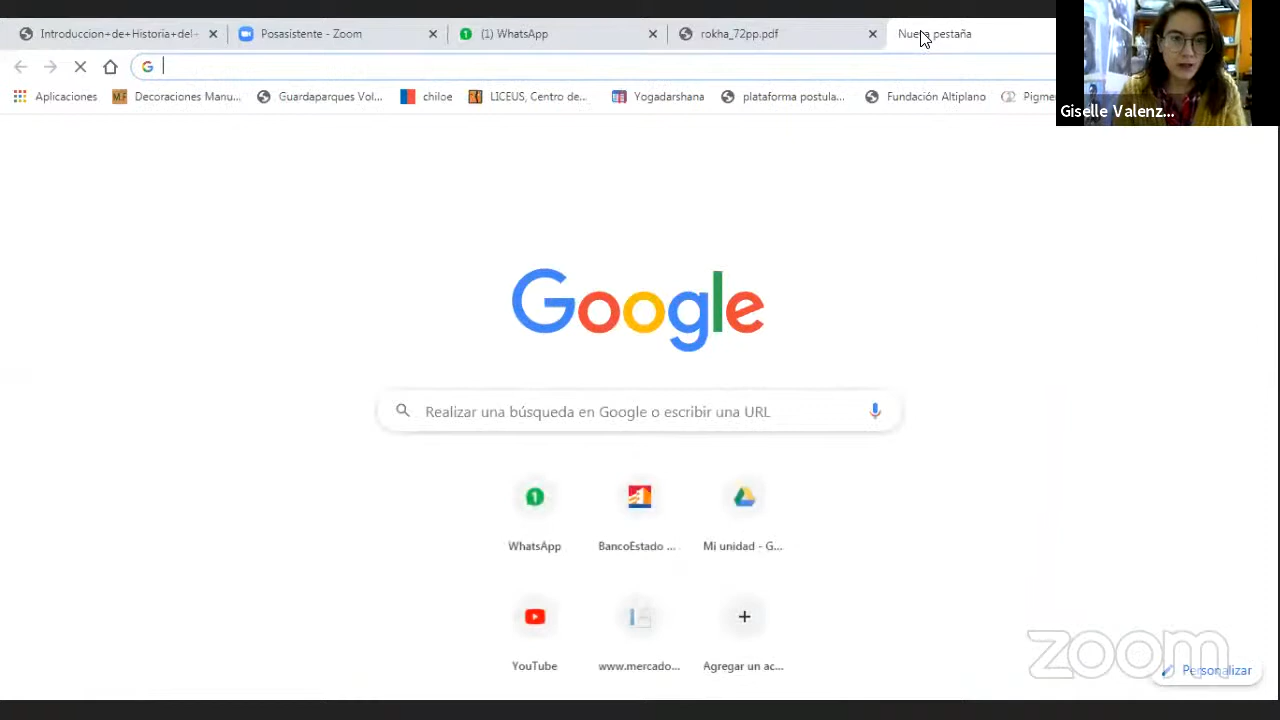 Introduccion+de+Historia+del+
Posasistente - Zoom
(1) WhatsApp
rokha_72pp.pdf
Nueva pestaña
Aplicaciones
Decoraciones Manu...
Guardaparques Vol...
chiloe
LICEUS, Centro de...
Yogadarshana
plataforma postula...
Fundación Altiplano
Pigme
Giselle Valenz...
Google
Realizar una búsqueda en Google o escribir una URL
WhatsApp
BancoEstado ...
Mi unidad - G...
YouTube
www.mercado...
Agregar un ac...
zoom
Personalizar